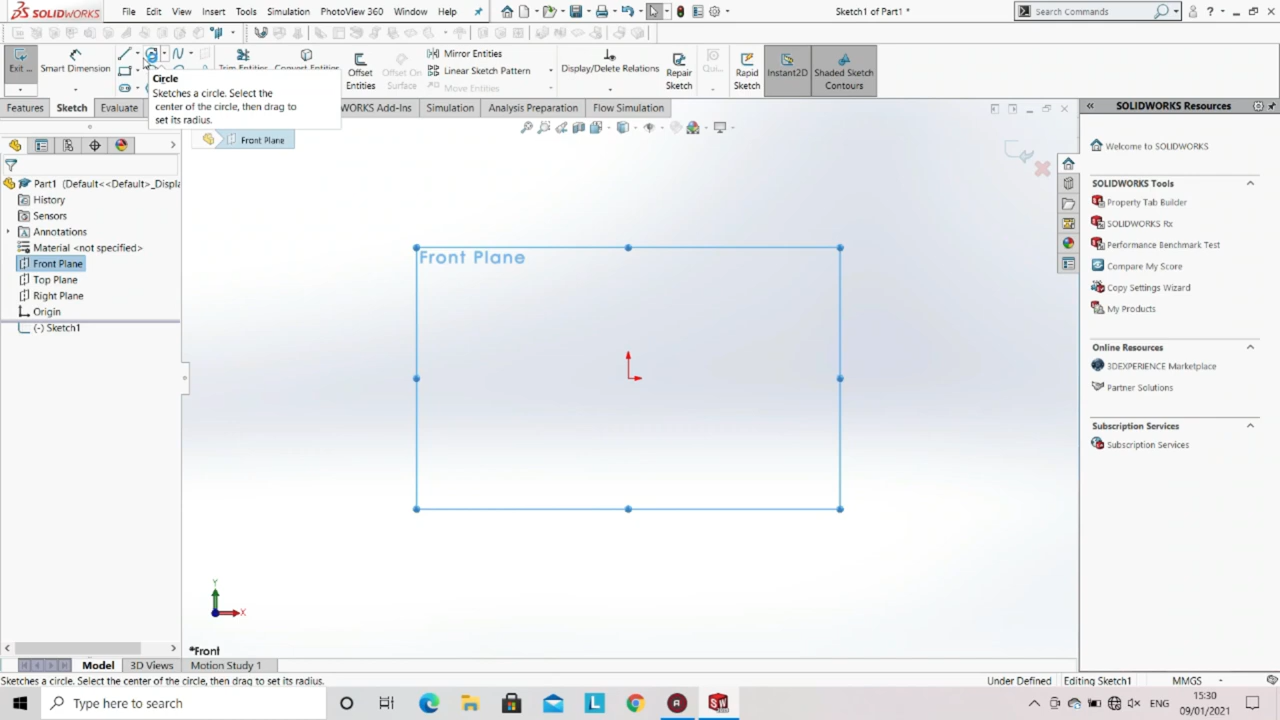 SOLIDWORKS File Edit View Insert Tools Simulation PhotoView 360 Window Help Sketch1 of Part1 * Search Commands
Exit ... Smart Dimension Trim Entities Convert Entities Offset Entities Offset On Surface Mirror Entities Linear Sketch Pattern Move Entities Display/Delete Relations Repair Sketch Qui... Rapid Sketch Instant2D Shaded Sketch Contours
Circle
Sketches a circle. Select the
center of the circle, then drag to
set its radius.
Features Sketch Evaluate RKS Add-Ins Simulation Analysis Preparation Flow Simulation
SOLIDWORKS Resources
Front Plane
Part1 (Default<<Default>_Displa
History
Sensors
Annotations
Material <not specified>
Front Plane
Top Plane
Right Plane
Origin
(-) Sketch1
Front Plane
Y
X
*Front
Welcome to SOLIDWORKS
SOLIDWORKS Tools
Property Tab Builder
SOLIDWORKS Rx
Performance Benchmark Test
Compare My Score
Copy Settings Wizard
My Products
Online Resources
3DEXPERIENCE Marketplace
Partner Solutions
Subscription Services
Subscription Services
Model 3D Views Motion Study 1
Sketches a circle. Select the center of the circle, then drag to set its radius. Under Defined Editing Sketch1 MMGS
Type here to search ENG 15:30
09/01/2021